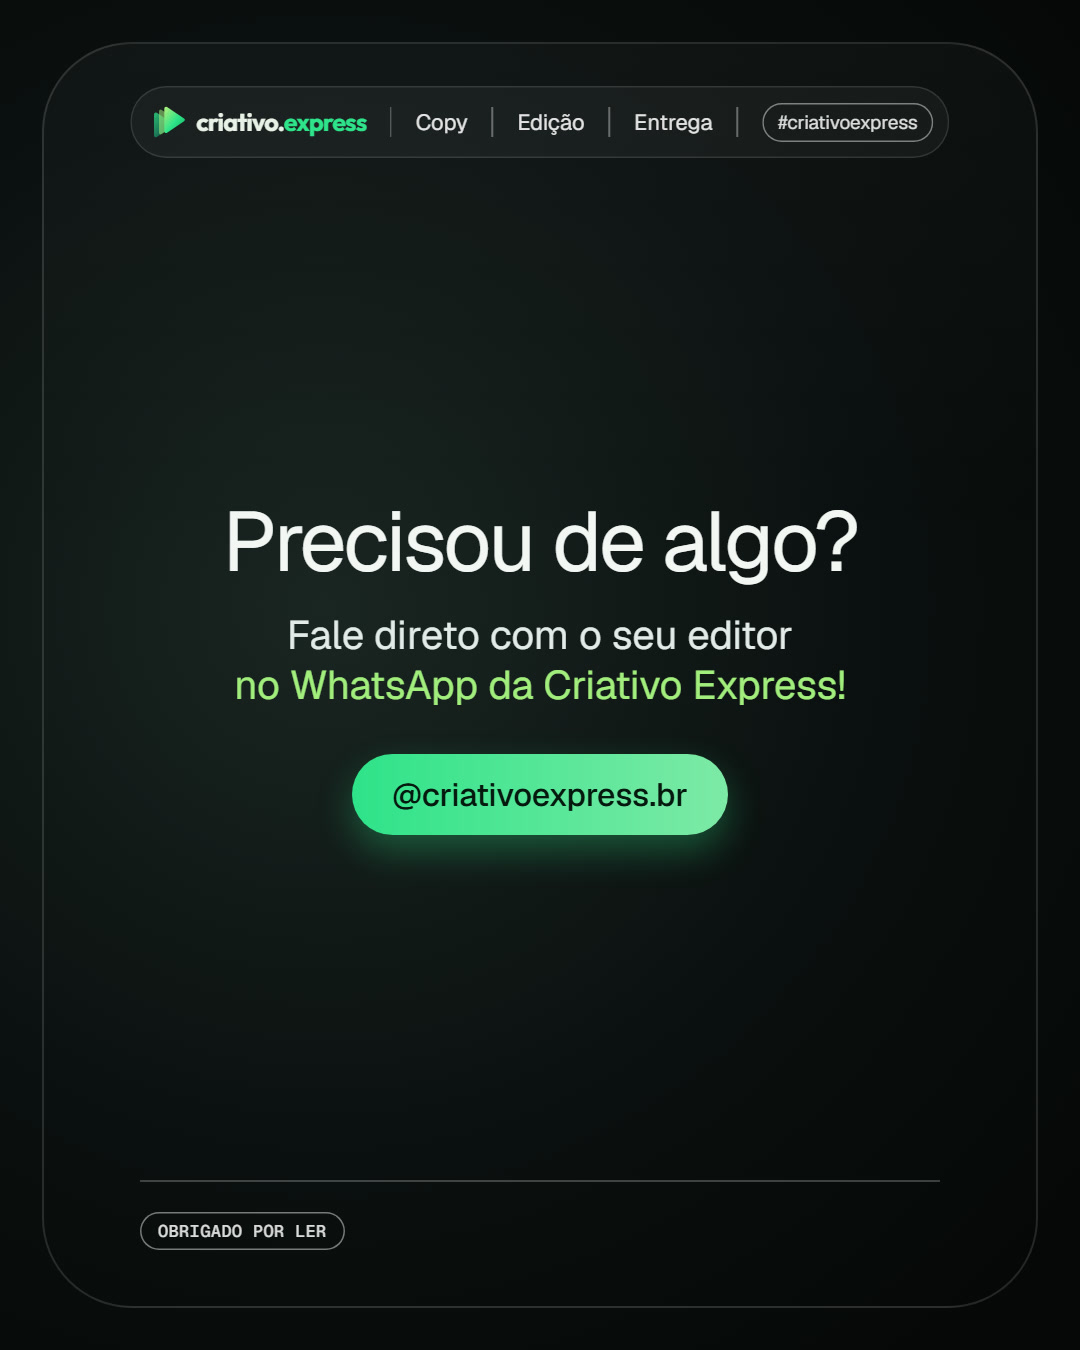 criativo.express | Copy | Edição | Entrega | #criativoexpress
Precisou de algo?
Fale direto com o seu editor
no WhatsApp da Criativo Express!
@criativoexpress.br
OBRIGADO POR LER